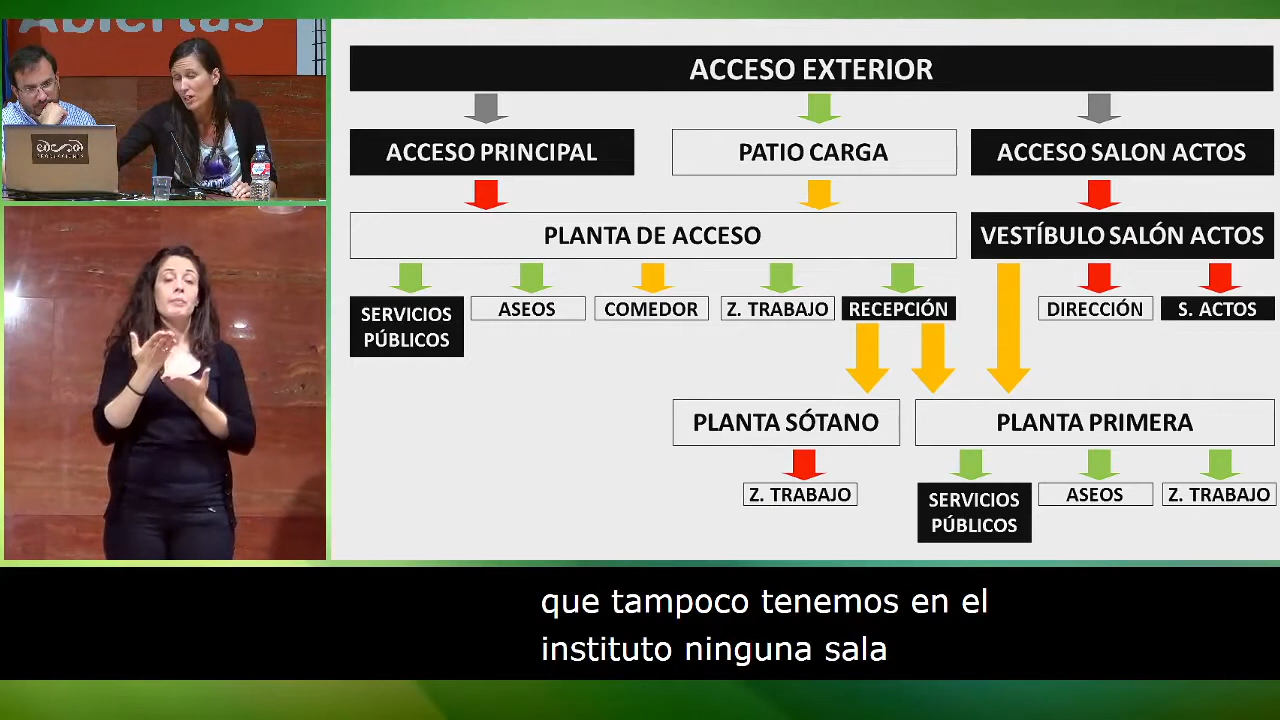 Abiertas
ACCESO EXTERIOR
ACCESO PRINCIPAL
PATIO CARGA
ACCESO SALON ACTOS
PLANTA DE ACCESO
VESTÍBULO SALÓN ACTOS
SERVICIOS
PÚBLICOS
ASEOS
COMEDOR
Z. TRABAJO
RECEPCIÓN
DIRECCIÓN
S. ACTOS
PLANTA SÓTANO
PLANTA PRIMERA
Z. TRABAJO
SERVICIOS
PÚBLICOS
ASEOS
Z. TRABAJO
que tampoco tenemos en el
instituto ninguna sala